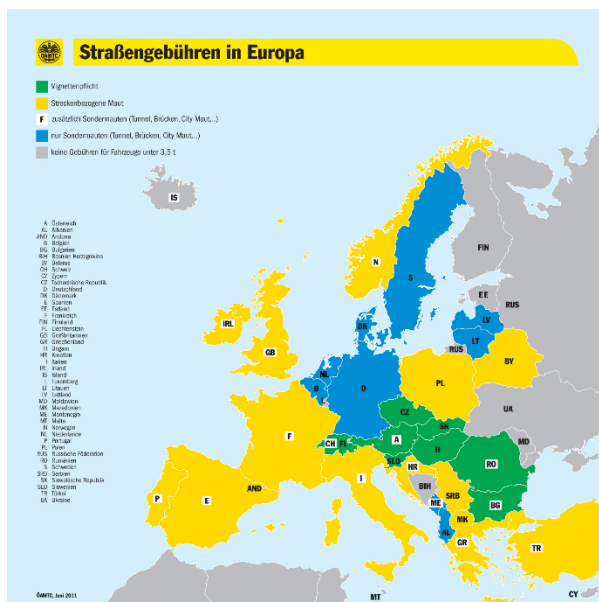 ÖAMTC
Straßengebühren in Europa
Vignettenpflicht
Streckenbezogene Maut
F zusätzlich Sondermauten (Tunnel, Brücken, City Maut...)
nur Sondermauten (Tunnel, Brücken, City Maut...)
keine Gebühren für Fahrzeuge unter 3,5 t
A Österreich
AL Albanien
AND Andorra
B Belgien
BG Bulgarien
BIH Bosnien Herzegowina
BY Belarus
CH Schweiz
CY Zypern
CZ Tschechische Republik
D Deutschland
DK Dänemark
E Spanien
EE Estland
F Frankreich
FIN Finnland
FL Liechtenstein
GB Großbritannien
GR Griechenland
H Ungarn
HR Kroatien
I Italien
IRL Irland
IS Island
L Luxemburg
LT Litauen
LV Lettland
MD Moldawien
MK Mazedonien
ME Montenegro
MT Malta
N Norwegen
NL Niederlande
P Portugal
PL Polen
RUS Russische Föderation
RO Rumänien
S Schweden
SRB Serbien
SK Slowakische Republik
SLO Slowenien
TR Türkei
UA Ukraine
IS
N
S
FIN
EE
RUS
LV
LT
RUS
DK
IRL
GB
NL
B
L
D
PL
BY
UA
CZ
SK
MD
F
CH
FL
A
H
RO
SLO
HR
I
BIH
SRB
BG
ME
MK
AL
GR
TR
P
E
AND
MT
CY
ÖAMTC, Juni 2011